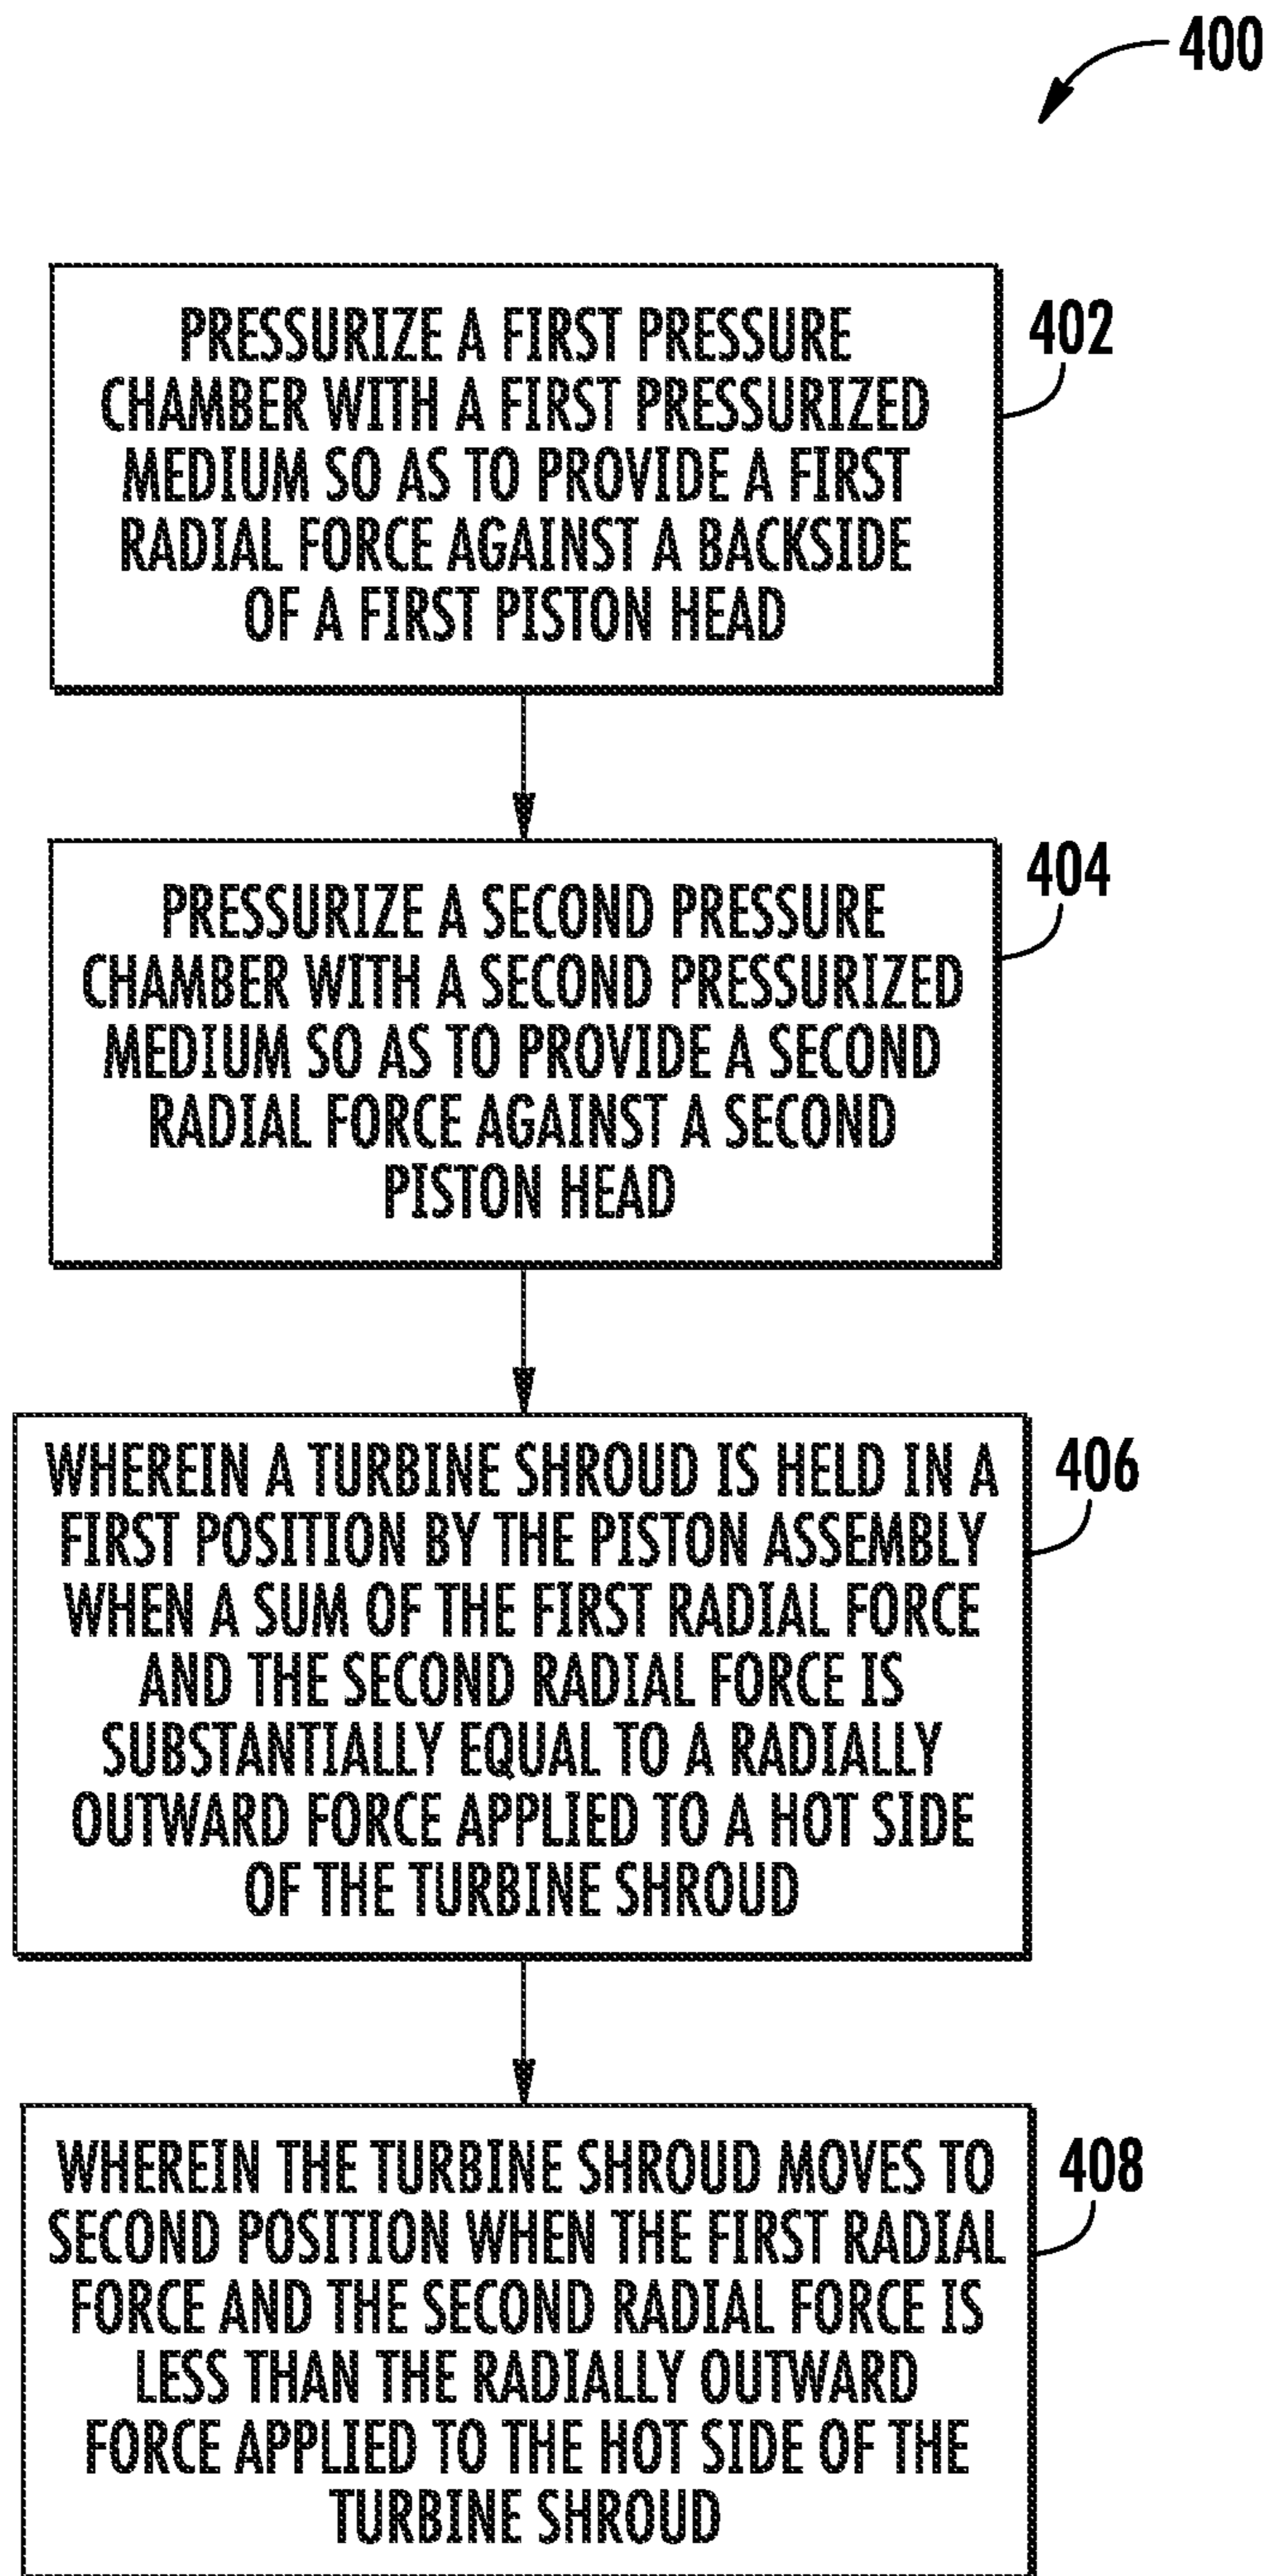 400
PRESSURIZE A FIRST PRESSURE
CHAMBER WITH A FIRST PRESSURIZED
MEDIUM SO AS TO PROVIDE A FIRST
RADIAL FORCE AGAINST A BACKSIDE
OF A FIRST PISTON HEAD
402
PRESSURIZE A SECOND PRESSURE
CHAMBER WITH A SECOND PRESSURIZED
MEDIUM SO AS TO PROVIDE A SECOND
RADIAL FORCE AGAINST A SECOND
PISTON HEAD
404
WHEREIN A TURBINE SHROUD IS HELD IN A
FIRST POSITION BY THE PISTON ASSEMBLY
WHEN A SUM OF THE FIRST RADIAL FORCE
AND THE SECOND RADIAL FORCE IS
SUBSTANTIALLY EQUAL TO A RADIALLY
OUTWARD FORCE APPLIED TO A HOT SIDE
OF THE TURBINE SHROUD
406
WHEREIN THE TURBINE SHROUD MOVES TO
SECOND POSITION WHEN THE FIRST RADIAL
FORCE AND THE SECOND RADIAL FORCE IS
LESS THAN THE RADIALLY OUTWARD
FORCE APPLIED TO THE HOT SIDE OF THE
TURBINE SHROUD
408